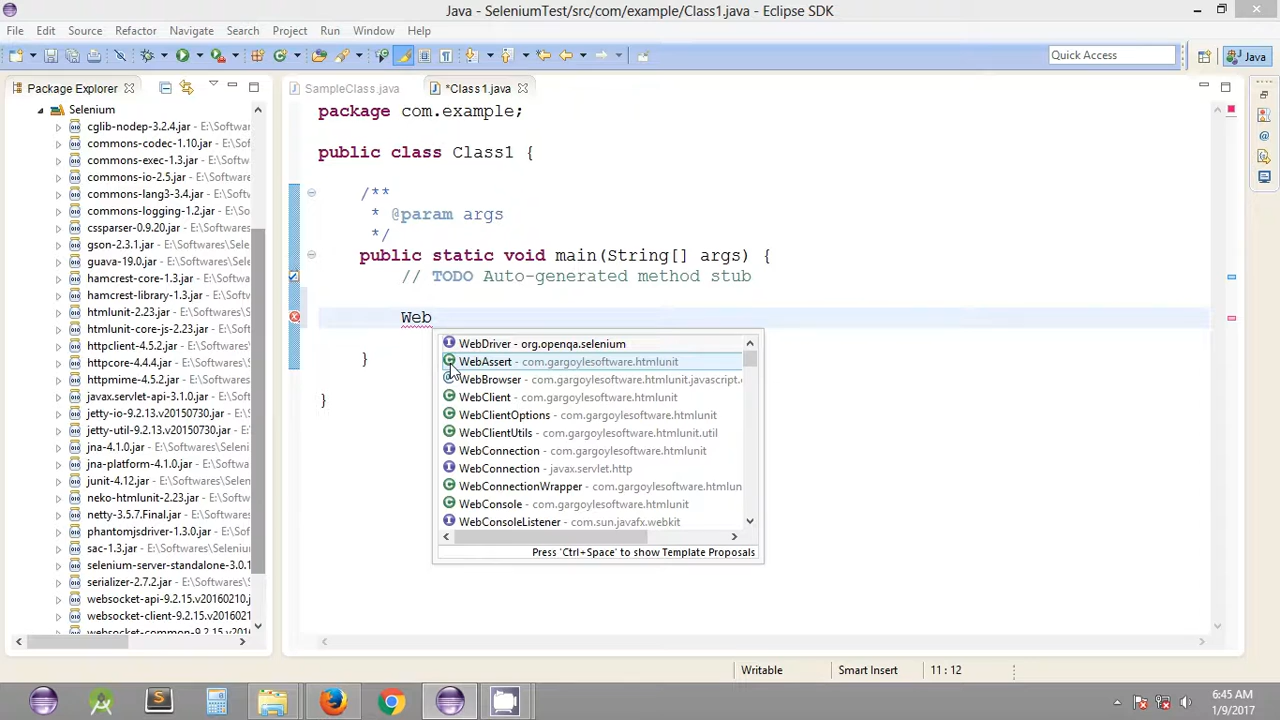 Java - SeleniumTest/src/com/example/Class1.java - Eclipse SDK
File Edit Source Refactor Navigate Search Project Run Window Help
Quick Access
Java
Package Explorer
SampleClass.java
*Class1.java
Selenium
cglib-nodep-3.2.4.jar - E:\Softwar
commons-codec-1.10.jar - E:\Soft
commons-exec-1.3.jar - E:\Softwa
commons-io-2.5.jar - E:\Software
commons-lang3-3.4.jar - E:\Softw
commons-logging-1.2.jar - E:\Sof
cssparser-0.9.20.jar - E:\Softwares
gson-2.3.1.jar - E:\Softwares\Sele
guava-19.0.jar - E:\Softwares\Sele
hamcrest-core-1.3.jar - E:\Softwa
hamcrest-library-1.3.jar - E:\Soft
htmlunit-2.23.jar - E:\Softwares\S
htmlunit-core-js-2.23.jar - E:\Soft
httpclient-4.5.2.jar - E:\Softwares
httpcore-4.4.4.jar - E:\Softwares\S
httpmime-4.5.2.jar - E:\Softwares
javax.servlet-api-3.1.0.jar - E:\Sof
jetty-io-9.2.13.v20150730.jar - E:\S
jetty-util-9.2.13.v20150730.jar - E:\
jna-4.1.0.jar - E:\Softwares\Seleni
jna-platform-4.1.0.jar - E:\Softwar
junit-4.12.jar - E:\Softwares\Selen
neko-htmlunit-2.23.jar - E:\Softw
netty-3.5.7.Final.jar - E:\Softwares
phantomjsdriver-1.3.0.jar - E:\Sof
sac-1.3.jar - E:\Softwares\Seleniun
selenium-server-standalone-3.0.1
serializer-2.7.2.jar - E:\Softwares\S
websocket-api-9.2.15.v20160210.j
websocket-client-9.2.15.v2016021
websocket-common-9.2.15.v2016
package com.example;
public class Class1 {
/**
* @param args
*/
public static void main(String[] args) {
// TODO Auto-generated method stub
Web
}
}
WebDriver - org.openqa.selenium
WebAssert - com.gargoylesoftware.htmlunit
WebBrowser - com.gargoylesoftware.htmlunit.javascript.c
WebClient - com.gargoylesoftware.htmlunit
WebClientOptions - com.gargoylesoftware.htmlunit
WebClientUtils - com.gargoylesoftware.htmlunit.util
WebConnection - com.gargoylesoftware.htmlunit
WebConnection - javax.servlet.http
WebConnectionWrapper - com.gargoylesoftware.htmlun
WebConsole - com.gargoylesoftware.htmlunit
WebConsoleListener - com.sun.javafx.webkit
Press 'Ctrl+Space' to show Template Proposals
Writable
Smart Insert
11 : 12
6:45 AM
1/9/2017